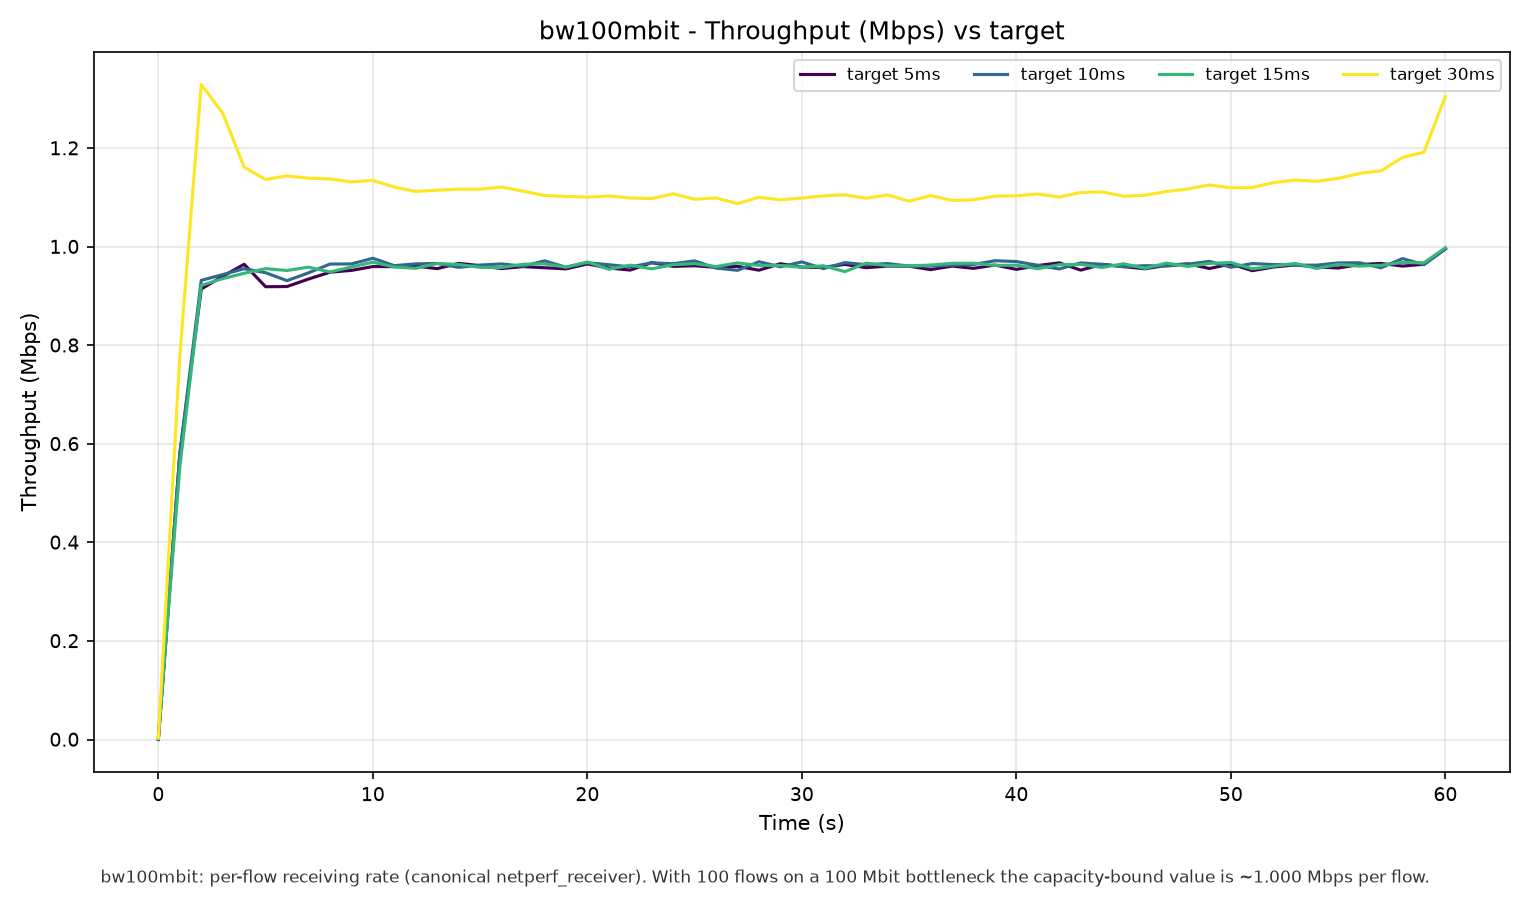 bw100mbit - Throughput (Mbps) vs target
target 5ms target 10ms target 15ms target 30ms
Throughput (Mbps)
1.2
1.0
0.8
0.6
0.4
0.2
0.0
0 10 20 30 40 50 60
Time (s)
bw100mbit: per-flow receiving rate (canonical netperf_receiver). With 100 flows on a 100 Mbit bottleneck the capacity-bound value is ~1.000 Mbps per flow.